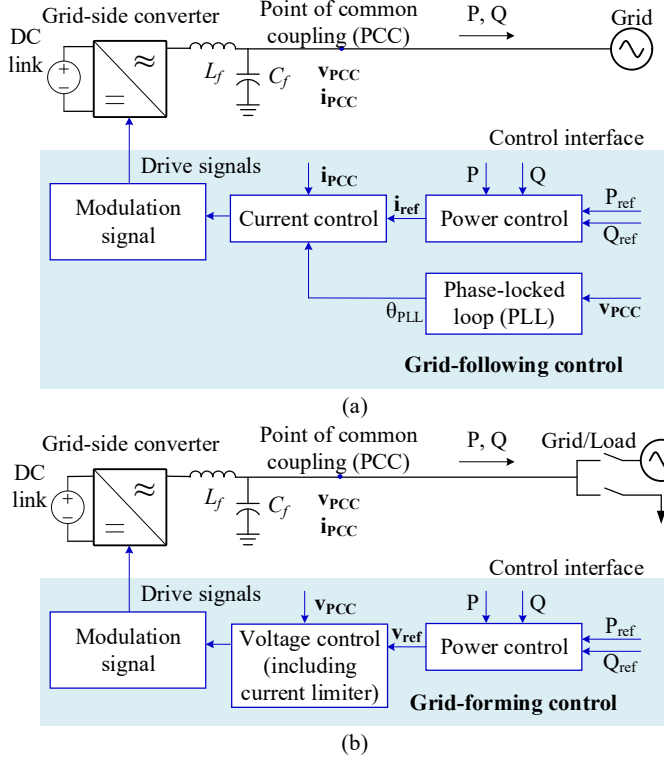 Grid-side converter
Point of common
coupling (PCC)
P, Q
Grid
DC
link
L_f
C_f
v_PCC
i_PCC
Control interface
Drive signals
i_PCC
P
Q
Modulation
signal
Current control
i_ref
Power control
P_ref
Q_ref
Phase-locked
loop (PLL)
θ_PLL
v_PCC
Grid-following control
(a)
Grid-side converter
Point of common
coupling (PCC)
P, Q
Grid/Load
DC
link
L_f
C_f
v_PCC
i_PCC
Control interface
Drive signals
v_PCC
P
Q
Modulation
signal
Voltage control
(including
current limiter)
v_ref
Power control
P_ref
Q_ref
Grid-forming control
(b)